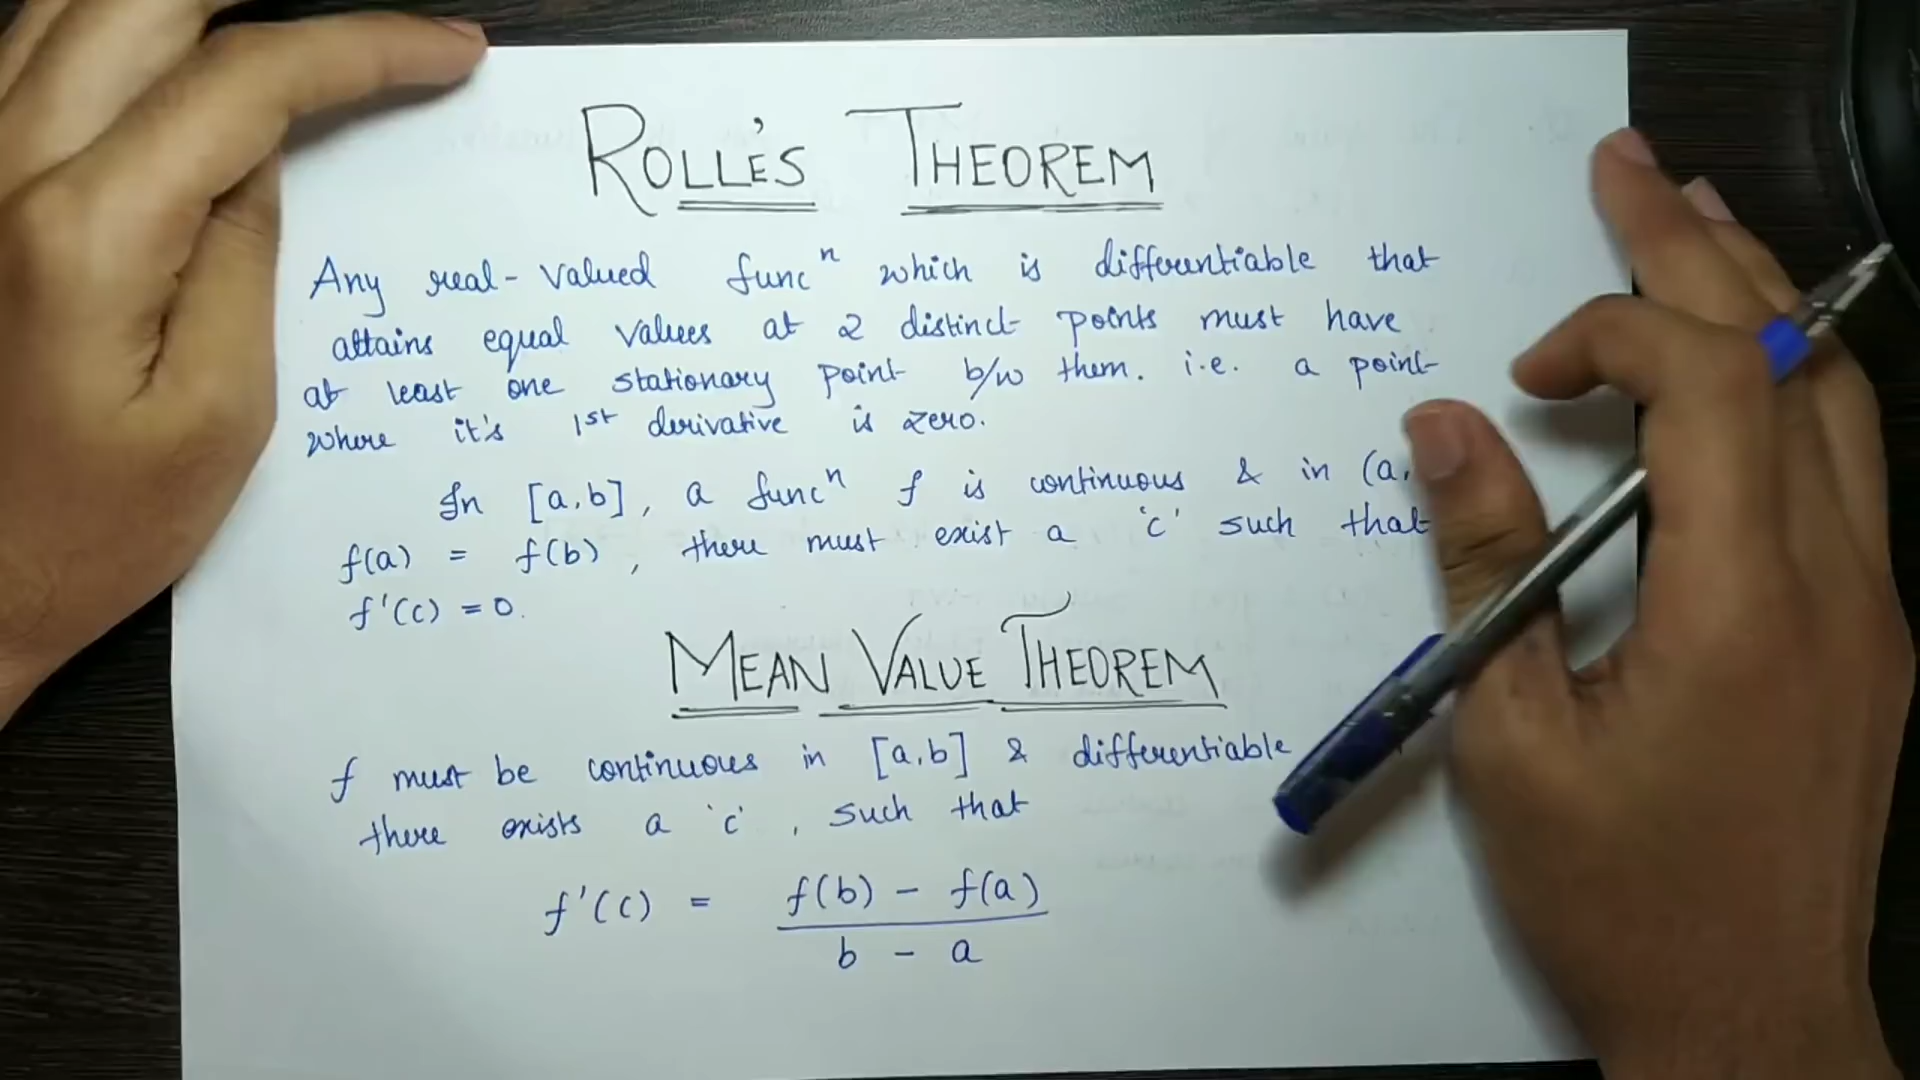 ROLLE'S THEOREM
Any real-valued funcⁿ which is differentiable that
attains equal values at 2 distinct points must have
at least one stationary point b/w them. i.e. a point
where it's 1st derivative is zero.
In [a,b], a funcⁿ f is continuous & in (a,
f(a) = f(b), there must exist a 'c' such that
f'(c) = 0.
MEAN VALUE THEOREM
f must be continuous in [a,b] & differentiable
there exists a 'c', such that
f'(c) = f(b) - f(a)
b - a